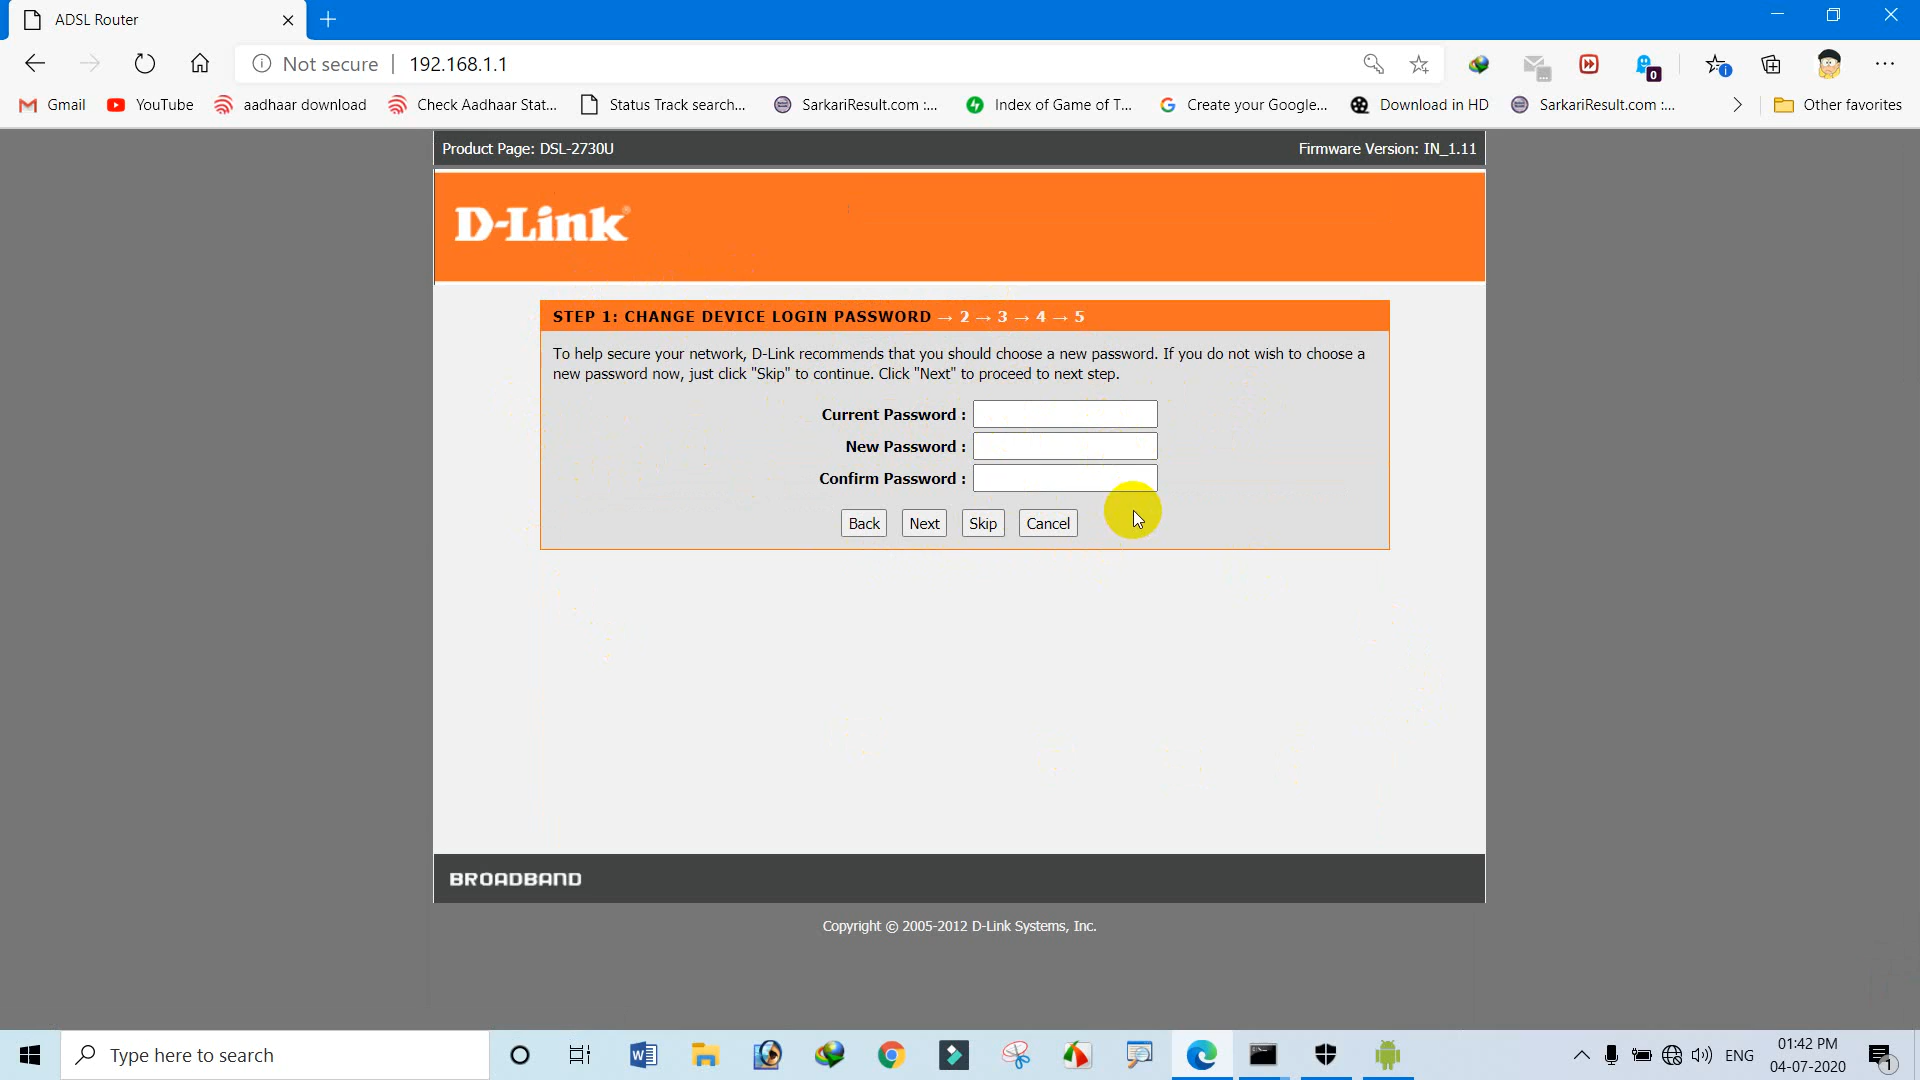 ADSL Router
Not secure | 192.168.1.1
0
Gmail YouTube aadhaar download Check Aadhaar Stat... Status Track search... SarkariResult.com :... Index of Game of T... Create your Google... Download in HD SarkariResult.com :... Other favorites
Product Page: DSL-2730U Firmware Version: IN_1.11
D-Link®
STEP 1: CHANGE DEVICE LOGIN PASSWORD → 2 → 3 → 4 → 5
To help secure your network, D-Link recommends that you should choose a new password. If you do not wish to choose a
new password now, just click "Skip" to continue. Click "Next" to proceed to next step.
Current Password :
New Password :
Confirm Password :
Back Next Skip Cancel
BROADBAND
Copyright © 2005-2012 D-Link Systems, Inc.
Type here to search
ENG
01:42 PM
04-07-2020
1